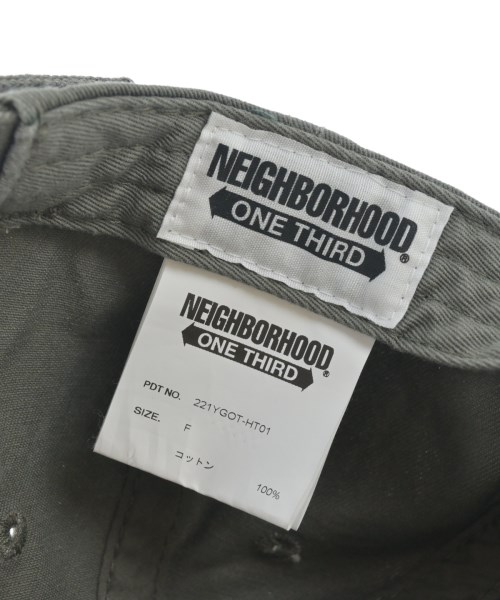 NEIGHBORHOOD®
ONE THIRD
NEIGHBORHOOD®
ONE THIRD
PDT NO. 221YGOT-HT01
SIZE. F
コットン 100%